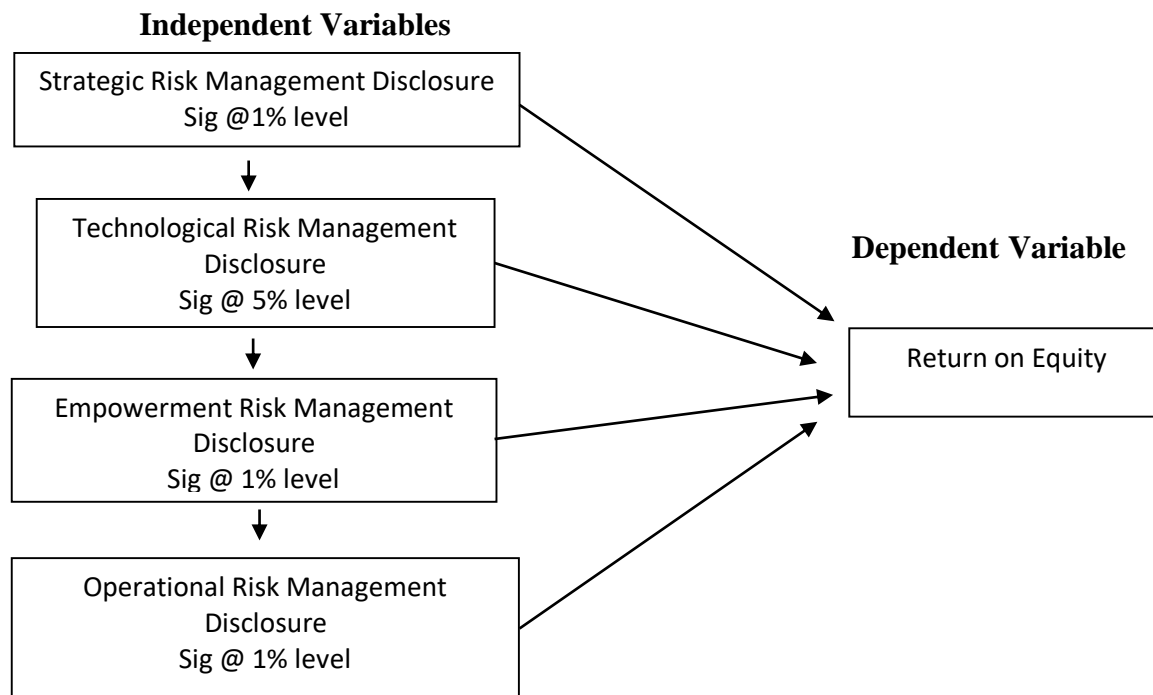 Independent Variables
Strategic Risk Management Disclosure
Sig @1% level
Technological Risk Management
Disclosure
Sig @ 5% level
Dependent Variable
Return on Equity
Empowerment Risk Management
Disclosure
Sig @ 1% level
Operational Risk Management
Disclosure
Sig @ 1% level